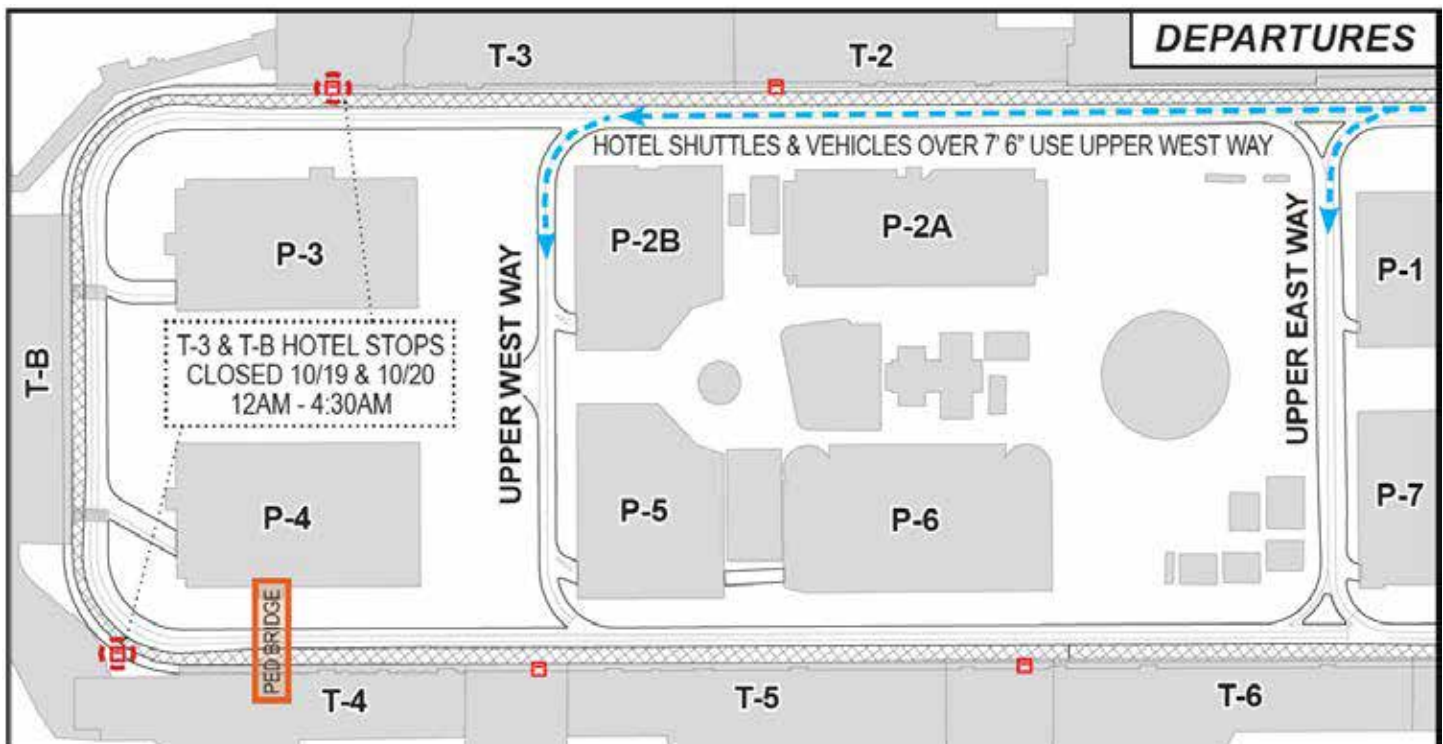 DEPARTURES
T-3
T-2
HOTEL SHUTTLES & VEHICLES OVER 7' 6" USE UPPER WEST WAY
P-3
P-2B
P-2A
P-1
UPPER WEST WAY
UPPER EAST WAY
T-B
T-3 & T-B HOTEL STOPS
CLOSED 10/19 & 10/20
12AM - 4:30AM
P-4
P-5
P-6
P-7
PED BRIDGE
T-4
T-5
T-6